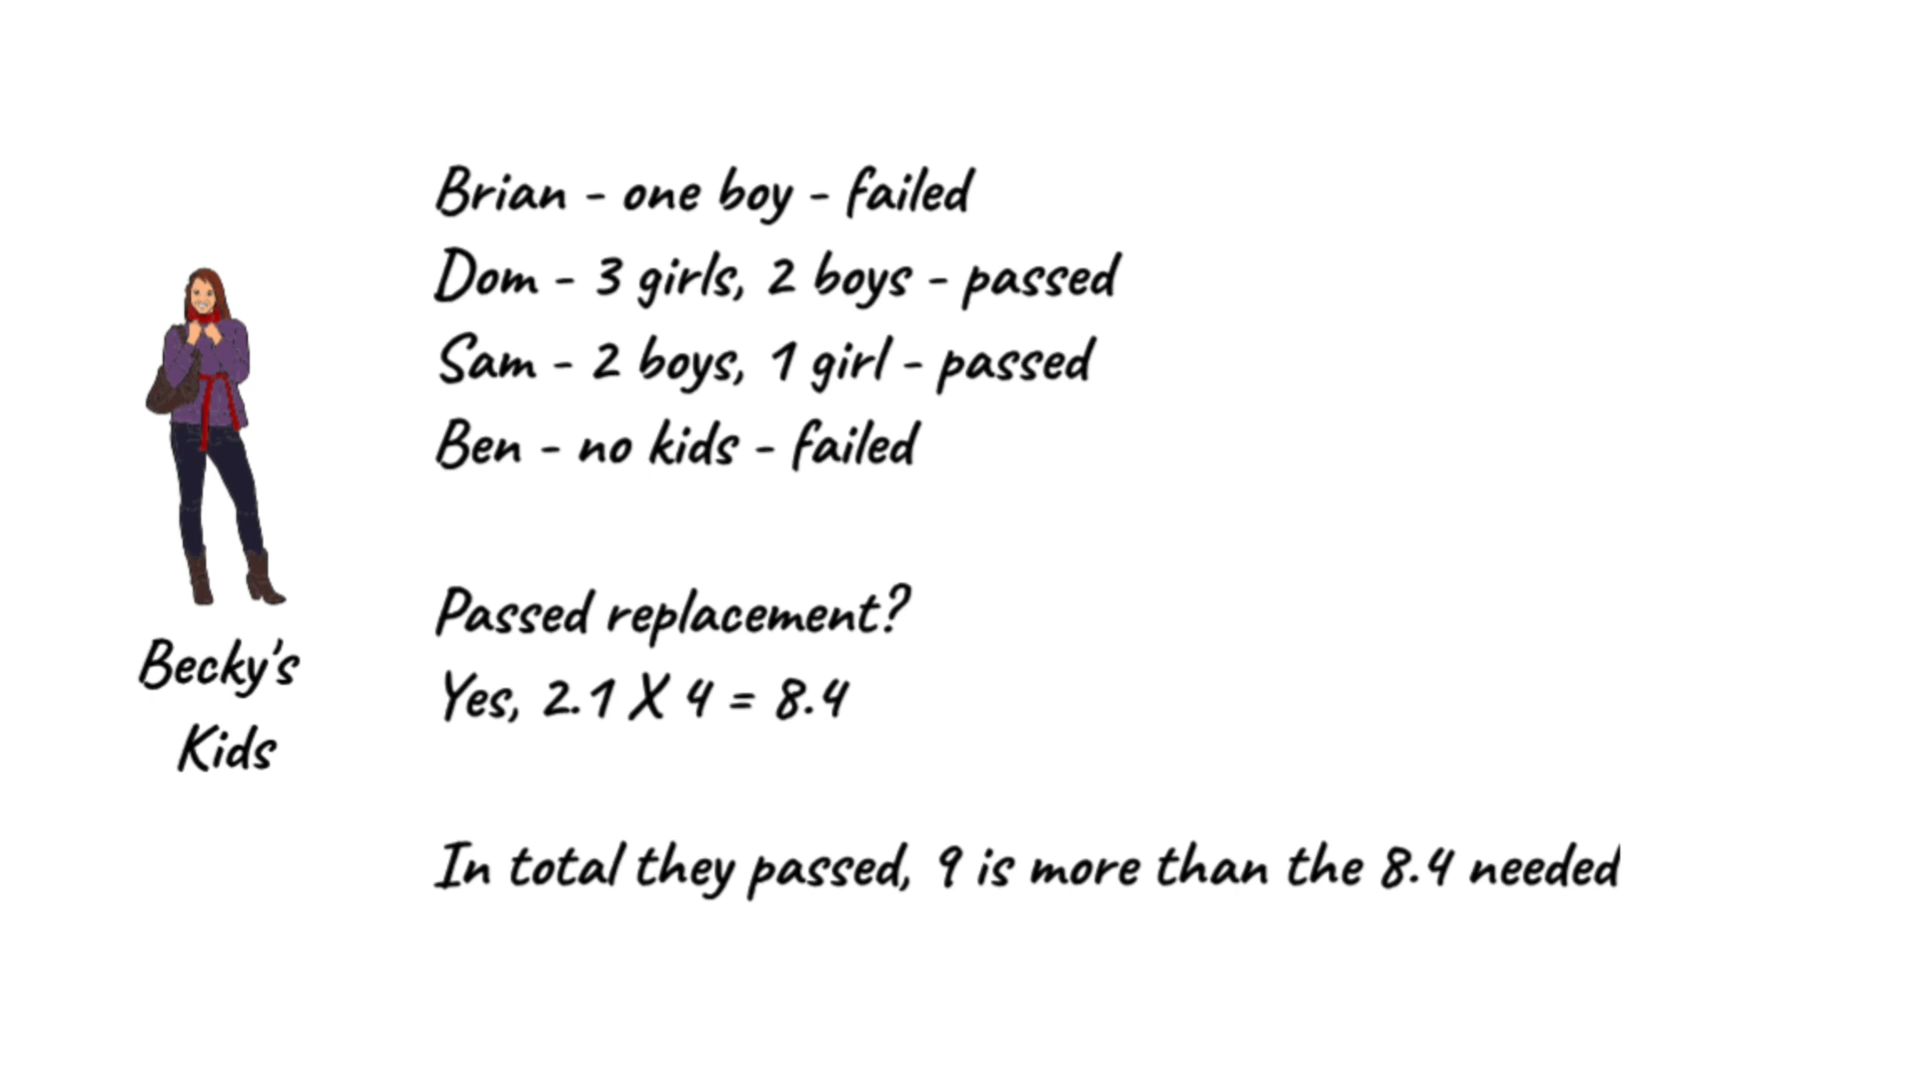 Brian - one boy - failed
Dom - 3 girls, 2 boys - passed
Sam - 2 boys, 1 girl - passed
Ben - no kids - failed
Becky's
Kids
Passed replacement?
Yes, 2.1 X 4 = 8.4
In total they passed, 9 is more than the 8.4 needed